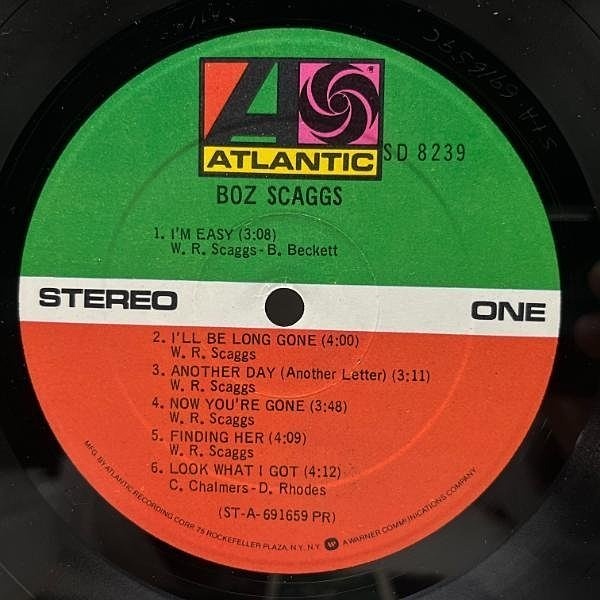 ATLANTIC
SD 8239
BOZ SCAGGS
1. I'M EASY (3:08)
W. R. Scaggs - B. Beckett
STEREO
ONE
2. I'LL BE LONG GONE (4:00)
W. R. Scaggs
3. ANOTHER DAY (Another Letter) (3:11)
W. R. Scaggs
4. NOW YOU'RE GONE (3:48)
W. R. Scaggs
5. FINDING HER (4:09)
W. R. Scaggs
6. LOOK WHAT I GOT (4:12)
C. Chalmers - D. Rhodes
(ST-A-691659 PR)
MFG. BY ATLANTIC RECORDING CORP. 75 ROCKEFELLER PLAZA, N.Y. N.Y. A WARNER COMMUNICATIONS COMPANY